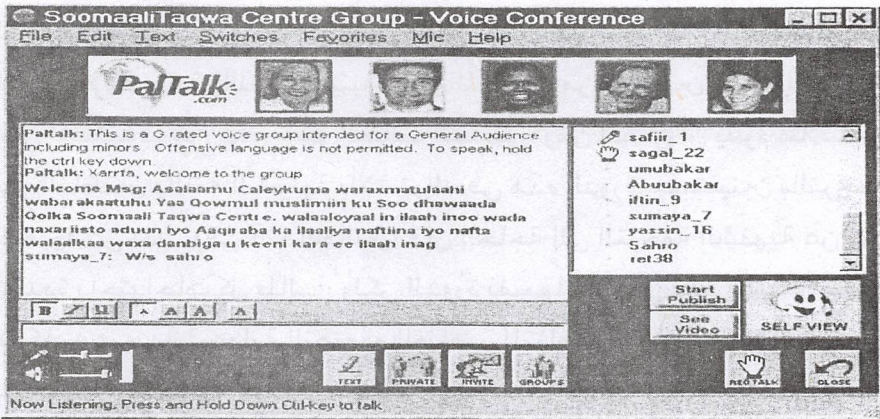 SoomaaliTaqwa Centre Group - Voice Conference
File Edit Text Switches Favorites Mic Help
PalTalk
.com
Paltalk: This is a G rated voice group intended for a General Audience
including minors. Offensive language is not permitted. To speak, hold
the ctrl key down.
Paltalk: Xarrfa, welcome to the group
Welcome Msg: Asalaamu Caleykuma waraxmatulaahi
wabarakaatuhu Yaa Qowmul muslimiin ku Soo dhawaada
Qolka Soomaali Taqwa Centre. walaaloyaal in ilaah inoo wada
naxariisto aduun iyo Aaqiraba ka ilaaliya naftiina iyo nafta
walaalkaa waxa danbiga u keeni kara ee ilaah inag
sumaya_7: W/s sahro
safiir_1
sagal_22
umubakar
Abuubakar
iftin_9
sumaya_7
yassin_16
Sahro
ret38
B I U A A A A
Start
Publish
See
Video
SELF VIEW
TEXT PRIVATE INVITE GROUPS REQ TALK CLOSE
Now Listening, Press and Hold Down Ctrl-key to talk